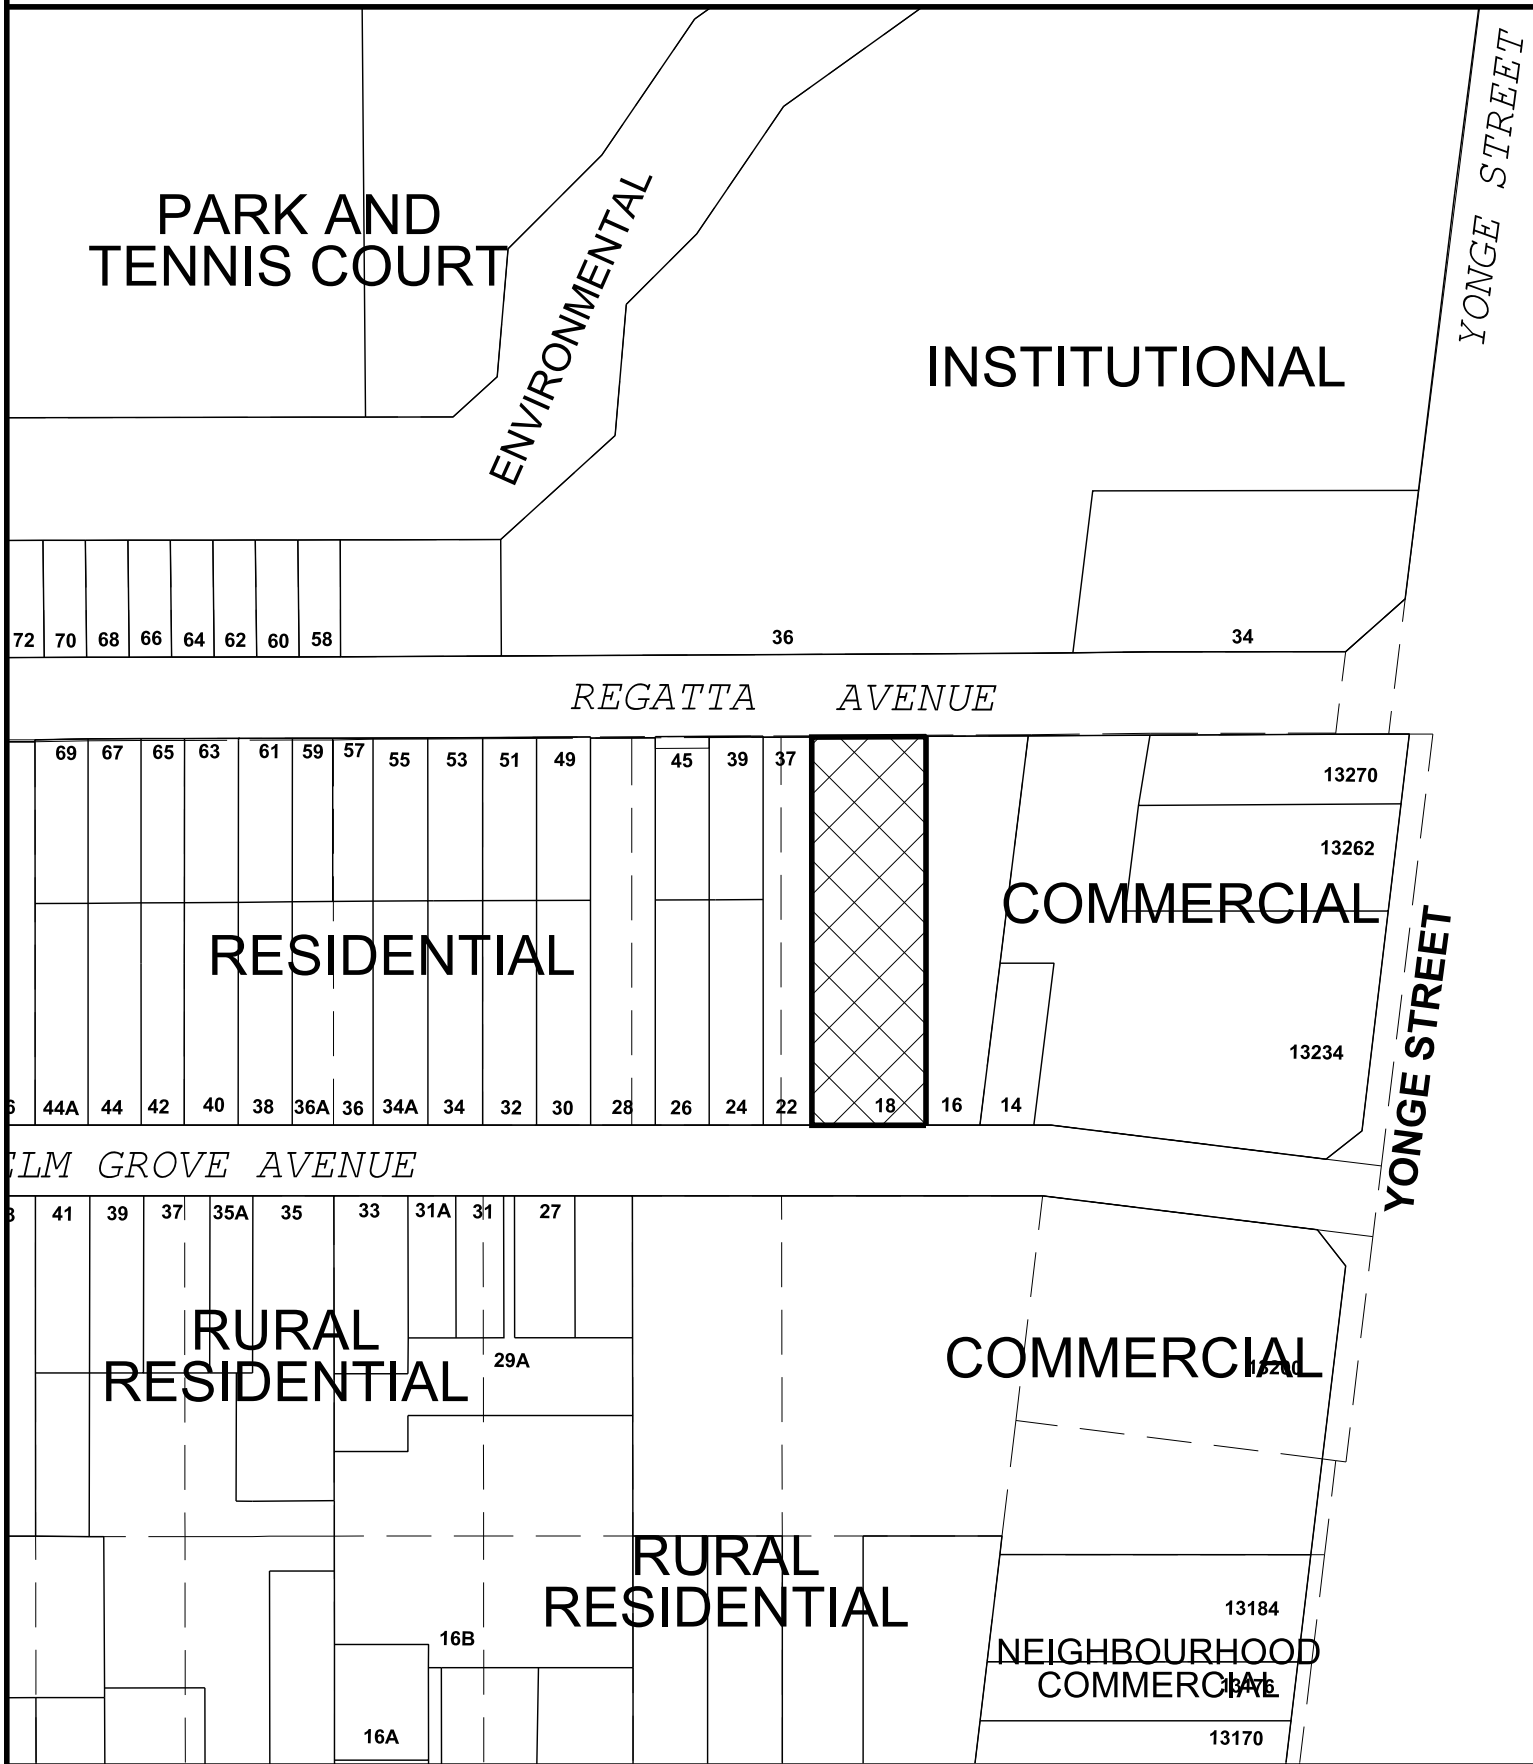 YONGE STREET
PARK AND
TENNIS COURT
ENVIRONMENTAL
INSTITUTIONAL
72 70 68 66 64 62 60 58 36 34
REGATTA AVENUE
69 67 65 63 61 59 57 55 53 51 49 45 39 37
13270
13262
COMMERCIAL
RESIDENTIAL
YONGE STREET
13234
44A 44 42 40 38 36A 36 34A 34 32 30 28 26 24 22 18 16 14
ELM GROVE AVENUE
41 39 37 35A 35 33 31A 31 27
RURAL
RESIDENTIAL
29A
COMMERCIAL
13200
RURAL
RESIDENTIAL
13184
16B
NEIGHBOURHOOD
COMMERCIAL
13176
16A
13170